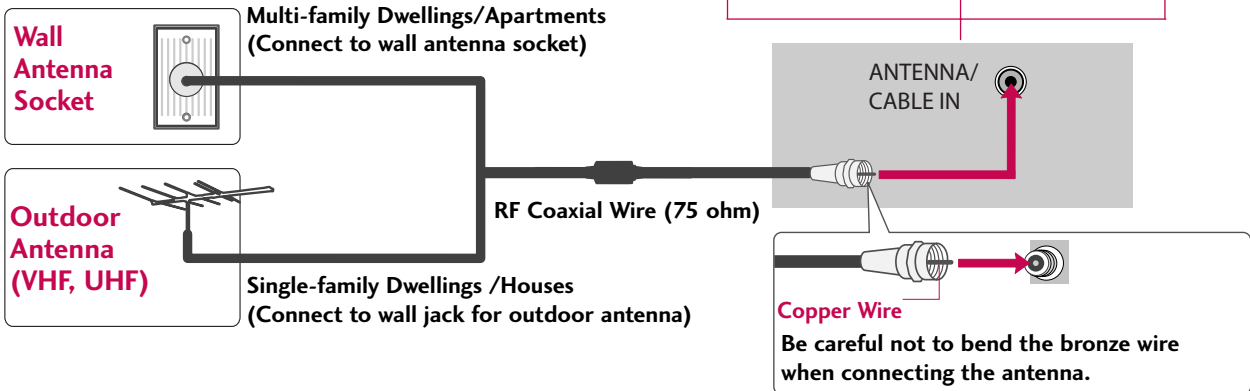 Multi-family Dwellings/Apartments
(Connect to wall antenna socket)
Wall
Antenna
Socket
ANTENNA/
CABLE IN
RF Coaxial Wire (75 ohm)
Outdoor
Antenna
(VHF, UHF)
Single-family Dwellings /Houses
(Connect to wall jack for outdoor antenna)
Copper Wire
Be careful not to bend the bronze wire
when connecting the antenna.